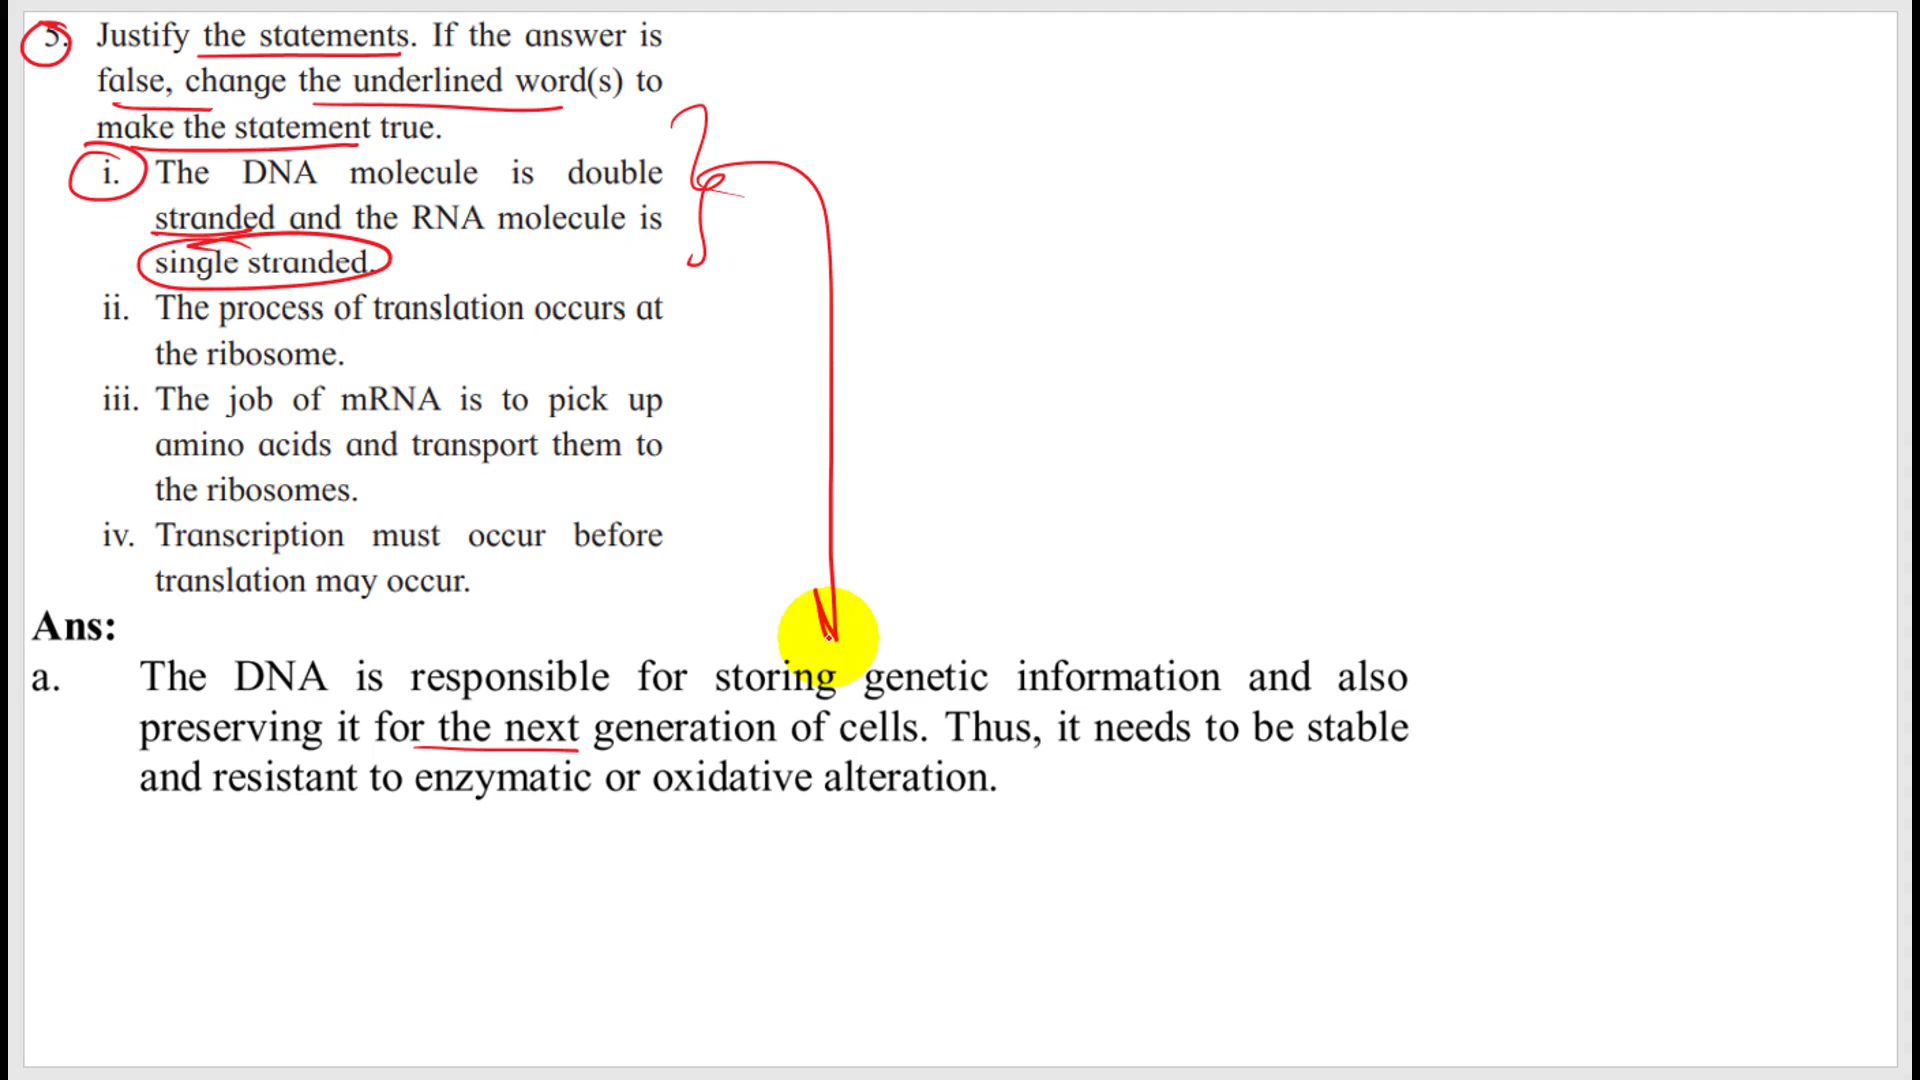 5. Justify the statements. If the answer is
false, change the underlined word(s) to
make the statement true.
i. The DNA molecule is double
stranded and the RNA molecule is
single stranded.
ii. The process of translation occurs at
the ribosome.
iii. The job of mRNA is to pick up
amino acids and transport them to
the ribosomes.
iv. Transcription must occur before
translation may occur.
Ans:
a. The DNA is responsible for storing genetic information and also
preserving it for the next generation of cells. Thus, it needs to be stable
and resistant to enzymatic or oxidative alteration.